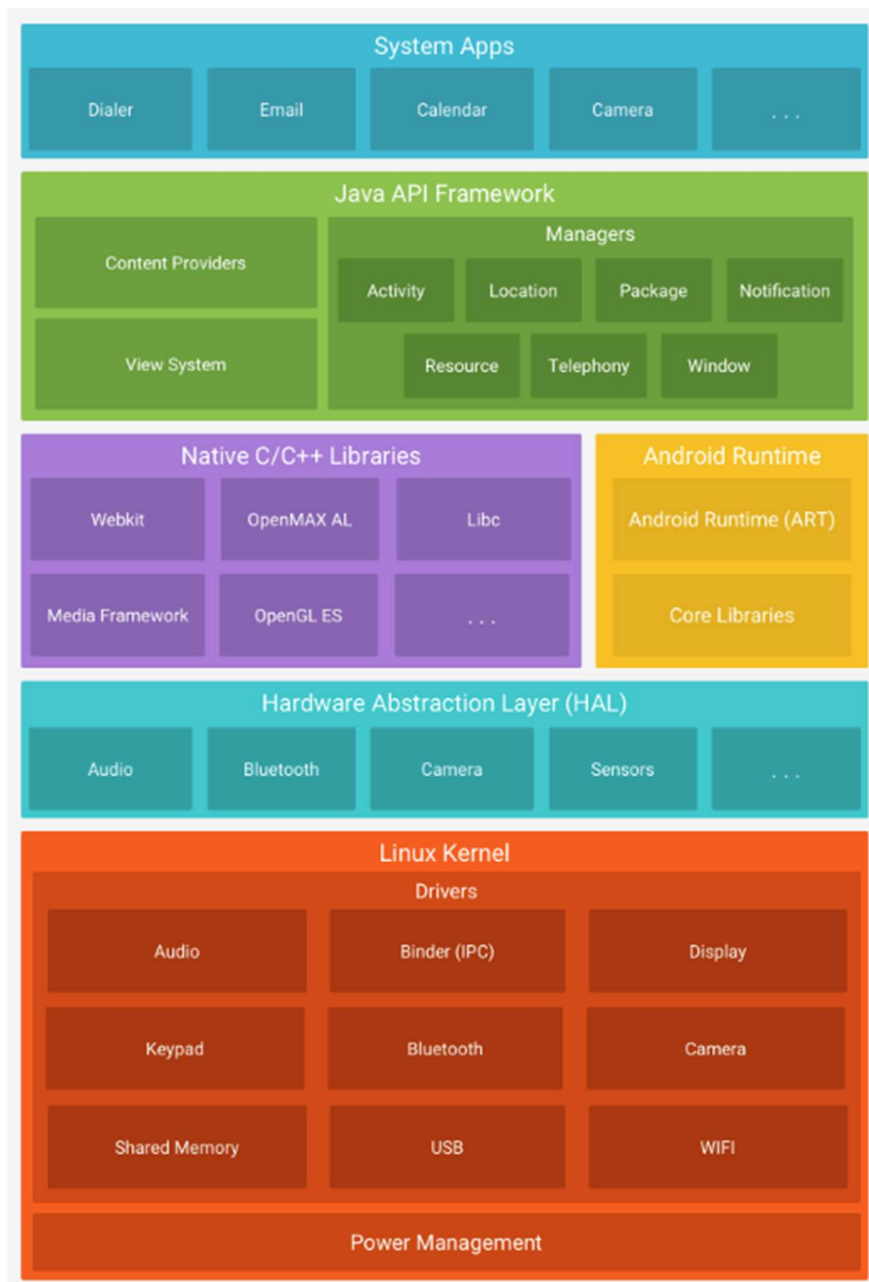 System Apps
Dialer Email Calendar Camera . . .
Java API Framework
Content Providers
View System
Managers
Activity Location Package Notification
Resource Telephony Window
Native C/C++ Libraries
Webkit OpenMAX AL Libc
Media Framework OpenGL ES . . .
Android Runtime
Android Runtime (ART)
Core Libraries
Hardware Abstraction Layer (HAL)
Audio Bluetooth Camera Sensors . . .
Linux Kernel
Drivers
Audio Binder (IPC) Display
Keypad Bluetooth Camera
Shared Memory USB WIFI
Power Management